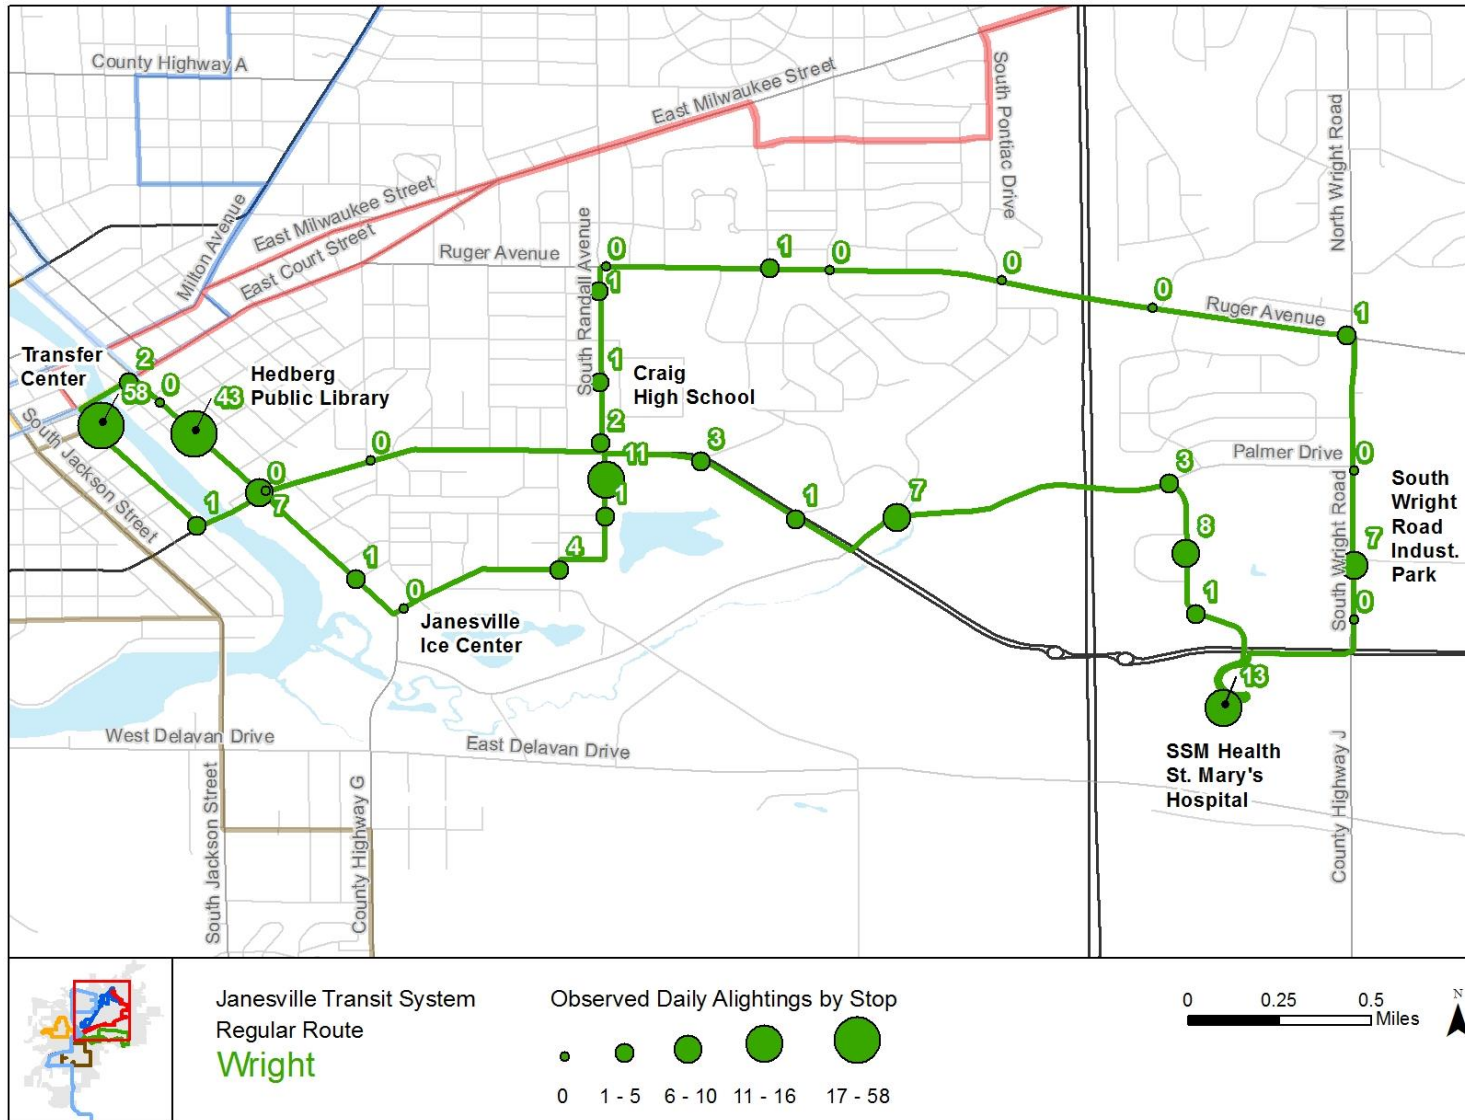 County Highway A
East Milwaukee Street
South Pontiac Drive
North Wright Road
Milton Avenue
East Milwaukee Street
East Court Street
Ruger Avenue
South Randall Avenue
0
1
0
0
0
Ruger Avenue
1
1
1
2
Transfer
Center
2
0
58
43
Hedberg
Public Library
Craig
High School
South Jackson Street
0
0
7
1
11
1
3
1
7
3
Palmer Drive
0
South
Wright
Road
Indust.
Park
South Wright Road
8
7
1
0
1
0
4
Janesville
Ice Center
13
SSM Health
St. Mary's
Hospital
West Delavan Drive
East Delavan Drive
South Jackson Street
County Highway G
County Highway J
Janesville Transit System
Regular Route
Wright
Observed Daily Alightings by Stop
0
1 - 5
6 - 10
11 - 16
17 - 58
0 0.25 0.5
Miles
N